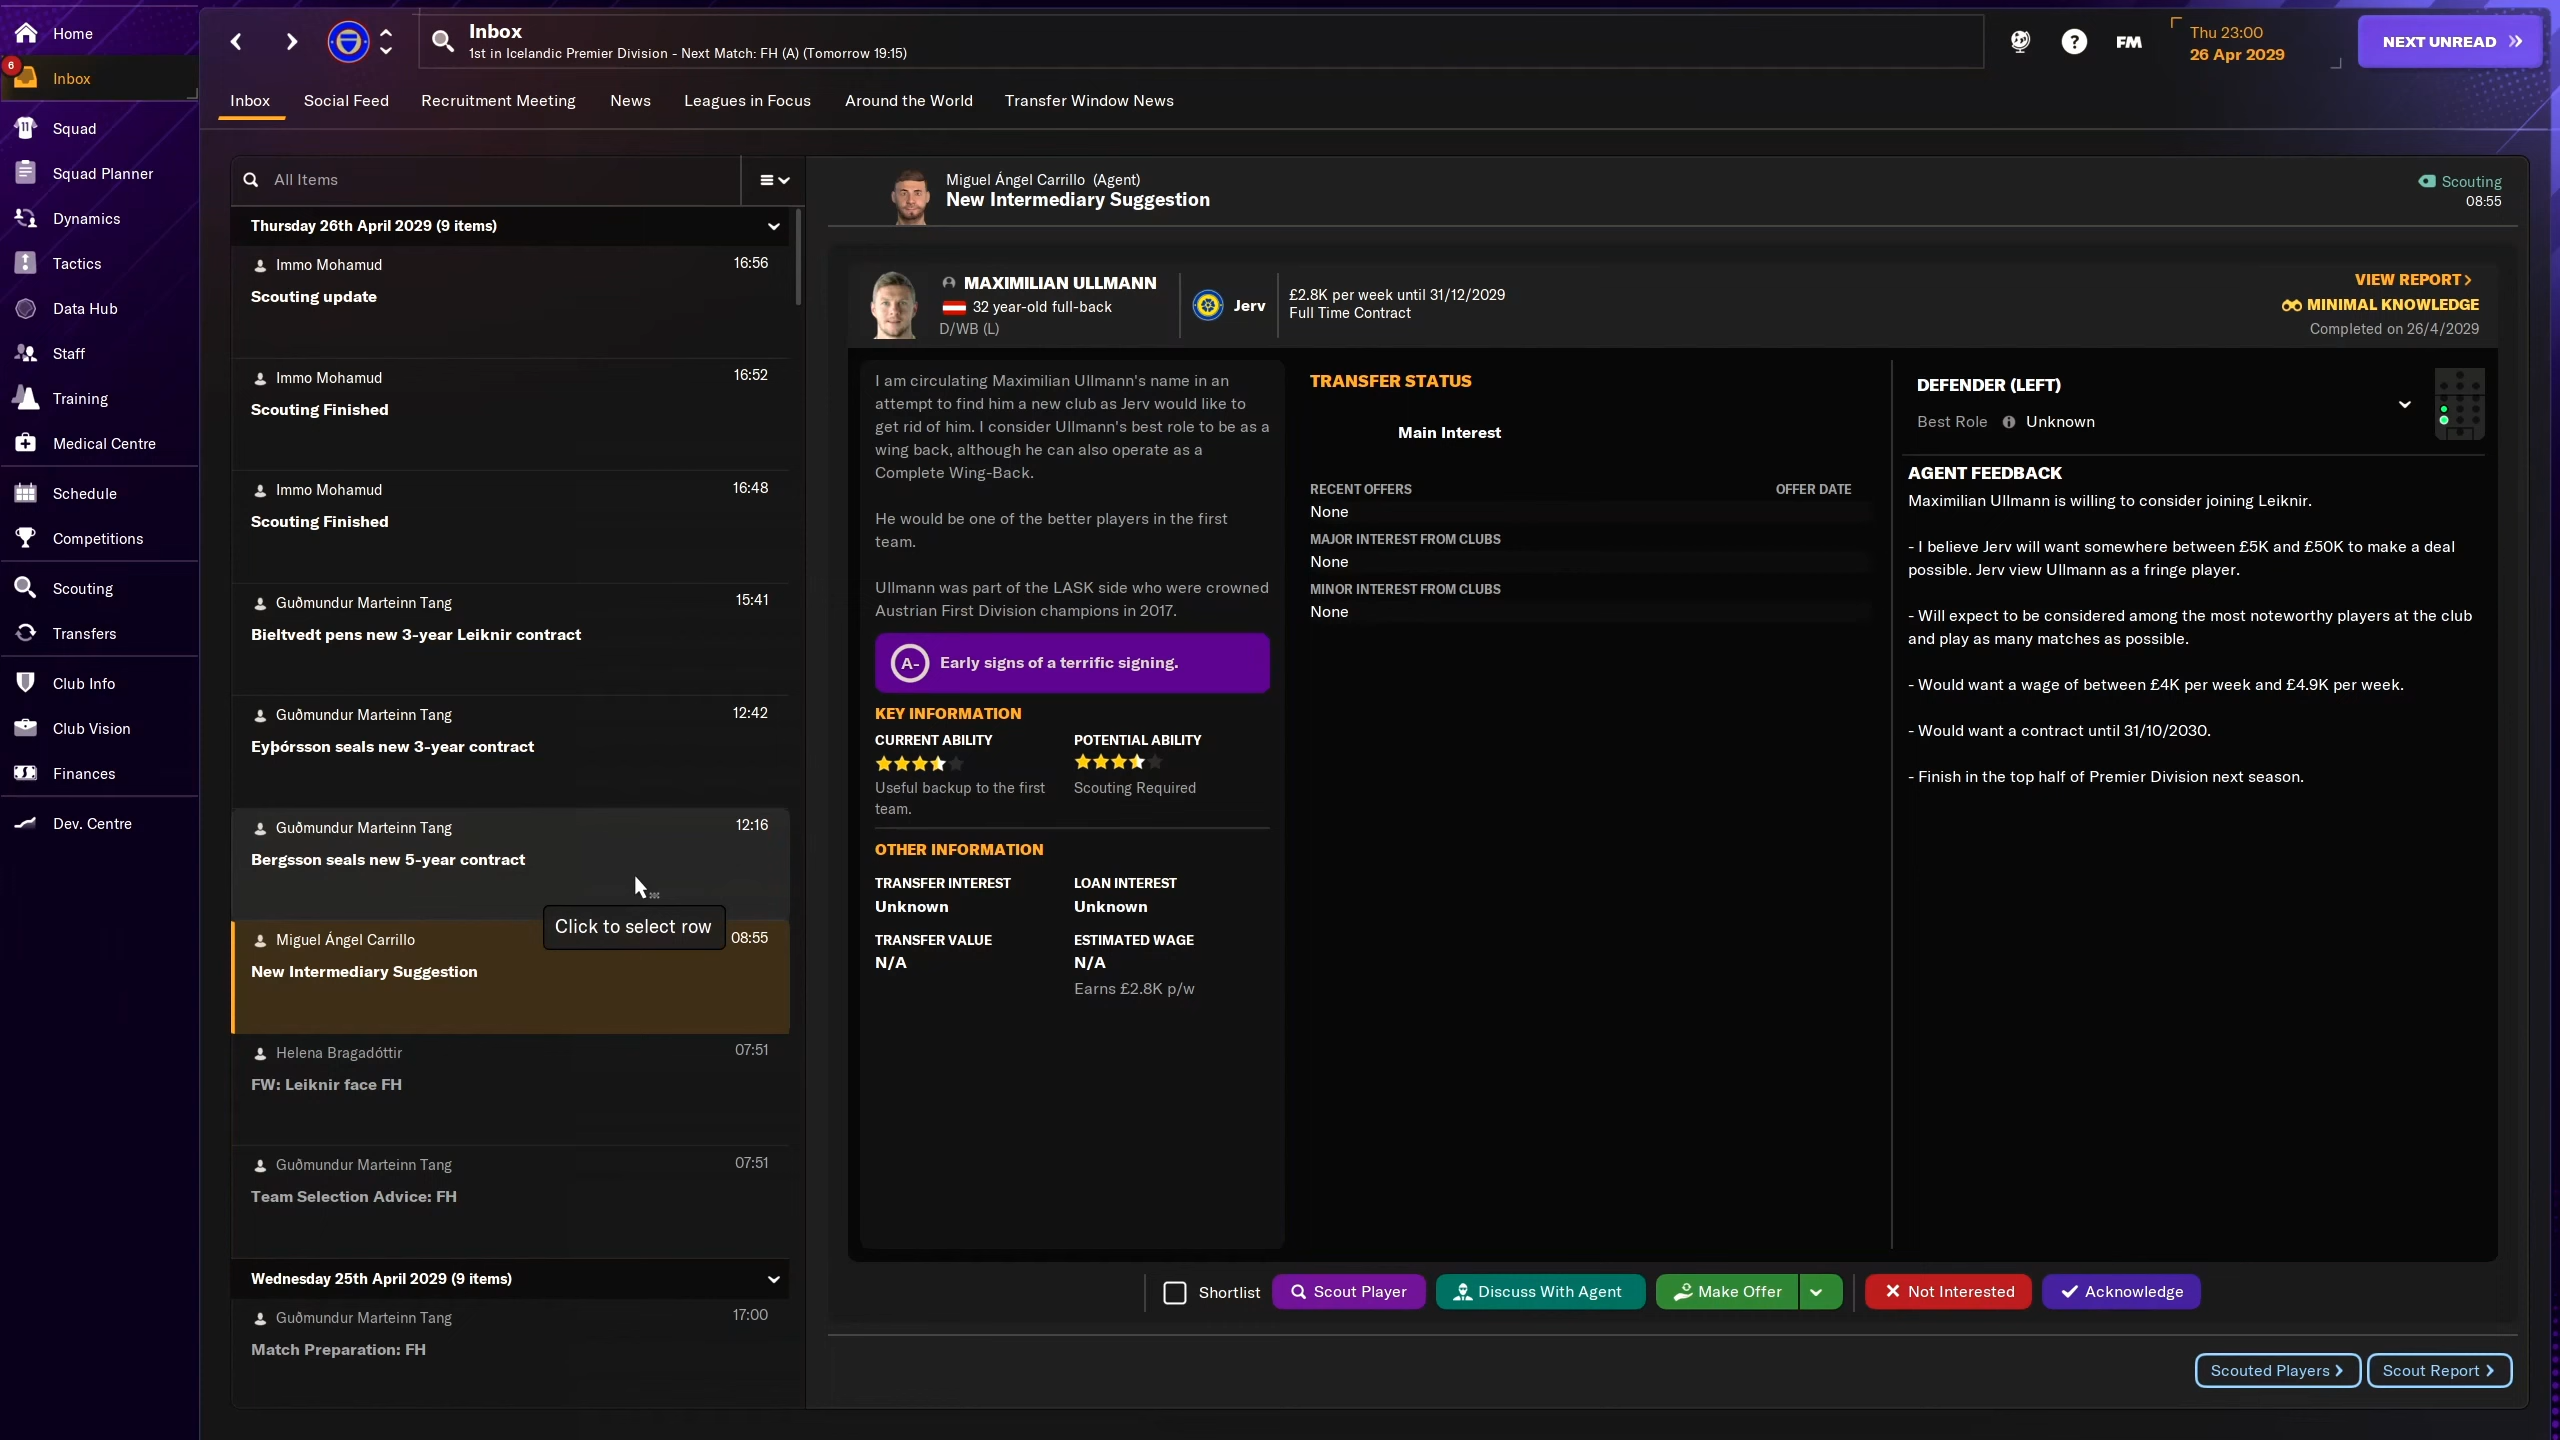 Home
6
Inbox
Squad
Squad Planner
Dynamics
Tactics
Data Hub
Staff
Training
Medical Centre
Schedule
Competitions
Scouting
Transfers
Club Info
Club Vision
Finances
Dev. Centre
Inbox
1st in Icelandic Premier Division - Next Match: FH (A) (Tomorrow 19:15)
?
FM
Thu 23:00
26 Apr 2029
NEXT UNREAD
Inbox
Social Feed
Recruitment Meeting
News
Leagues in Focus
Around the World
Transfer Window News
All Items
Thursday 26th April 2029 (9 items)
Immo Mohamud 16:56
Scouting update
Immo Mohamud 16:52
Scouting Finished
Immo Mohamud 16:48
Scouting Finished
Guðmundur Marteinn Tang 15:41
Bieltvedt pens new 3-year Leiknir contract
Guðmundur Marteinn Tang 12:42
Eyþórsson seals new 3-year contract
Guðmundur Marteinn Tang 12:16
Bergsson seals new 5-year contract
Click to select row
Miguel Ángel Carrillo 08:55
New Intermediary Suggestion
Helena Bragadóttir 07:51
FW: Leiknir face FH
Guðmundur Marteinn Tang 07:51
Team Selection Advice: FH
Wednesday 25th April 2029 (9 items)
Guðmundur Marteinn Tang 17:00
Match Preparation: FH
Miguel Ángel Carrillo (Agent)
New Intermediary Suggestion
Scouting
08:55
MAXIMILIAN ULLMANN
32 year-old full-back
D/WB (L)
Jerv
£2.8K per week until 31/12/2029
Full Time Contract
VIEW REPORT
MINIMAL KNOWLEDGE
Completed on 26/4/2029
I am circulating Maximilian Ullmann's name in an
attempt to find him a new club as Jerv would like to
get rid of him. I consider Ullmann's best role to be as a
wing back, although he can also operate as a
Complete Wing-Back.
He would be one of the better players in the first
team.
Ullmann was part of the LASK side who were crowned
Austrian First Division champions in 2017.
A- Early signs of a terrific signing.
KEY INFORMATION
CURRENT ABILITY
Useful backup to the first
team.
POTENTIAL ABILITY
Scouting Required
OTHER INFORMATION
TRANSFER INTEREST
Unknown
LOAN INTEREST
Unknown
TRANSFER VALUE
N/A
ESTIMATED WAGE
N/A
Earns £2.8K p/w
TRANSFER STATUS
Main Interest
RECENT OFFERS OFFER DATE
None
MAJOR INTEREST FROM CLUBS
None
MINOR INTEREST FROM CLUBS
None
DEFENDER (LEFT)
Best Role Unknown
AGENT FEEDBACK
Maximilian Ullmann is willing to consider joining Leiknir.
- I believe Jerv will want somewhere between £5K and £50K to make a deal
possible. Jerv view Ullmann as a fringe player.
- Will expect to be considered among the most noteworthy players at the club
and play as many matches as possible.
- Would want a wage of between £4K per week and £4.9K per week.
- Would want a contract until 31/10/2030.
- Finish in the top half of Premier Division next season.
Shortlist
Scout Player
Discuss With Agent
Make Offer
Not Interested
Acknowledge
Scouted Players
Scout Report